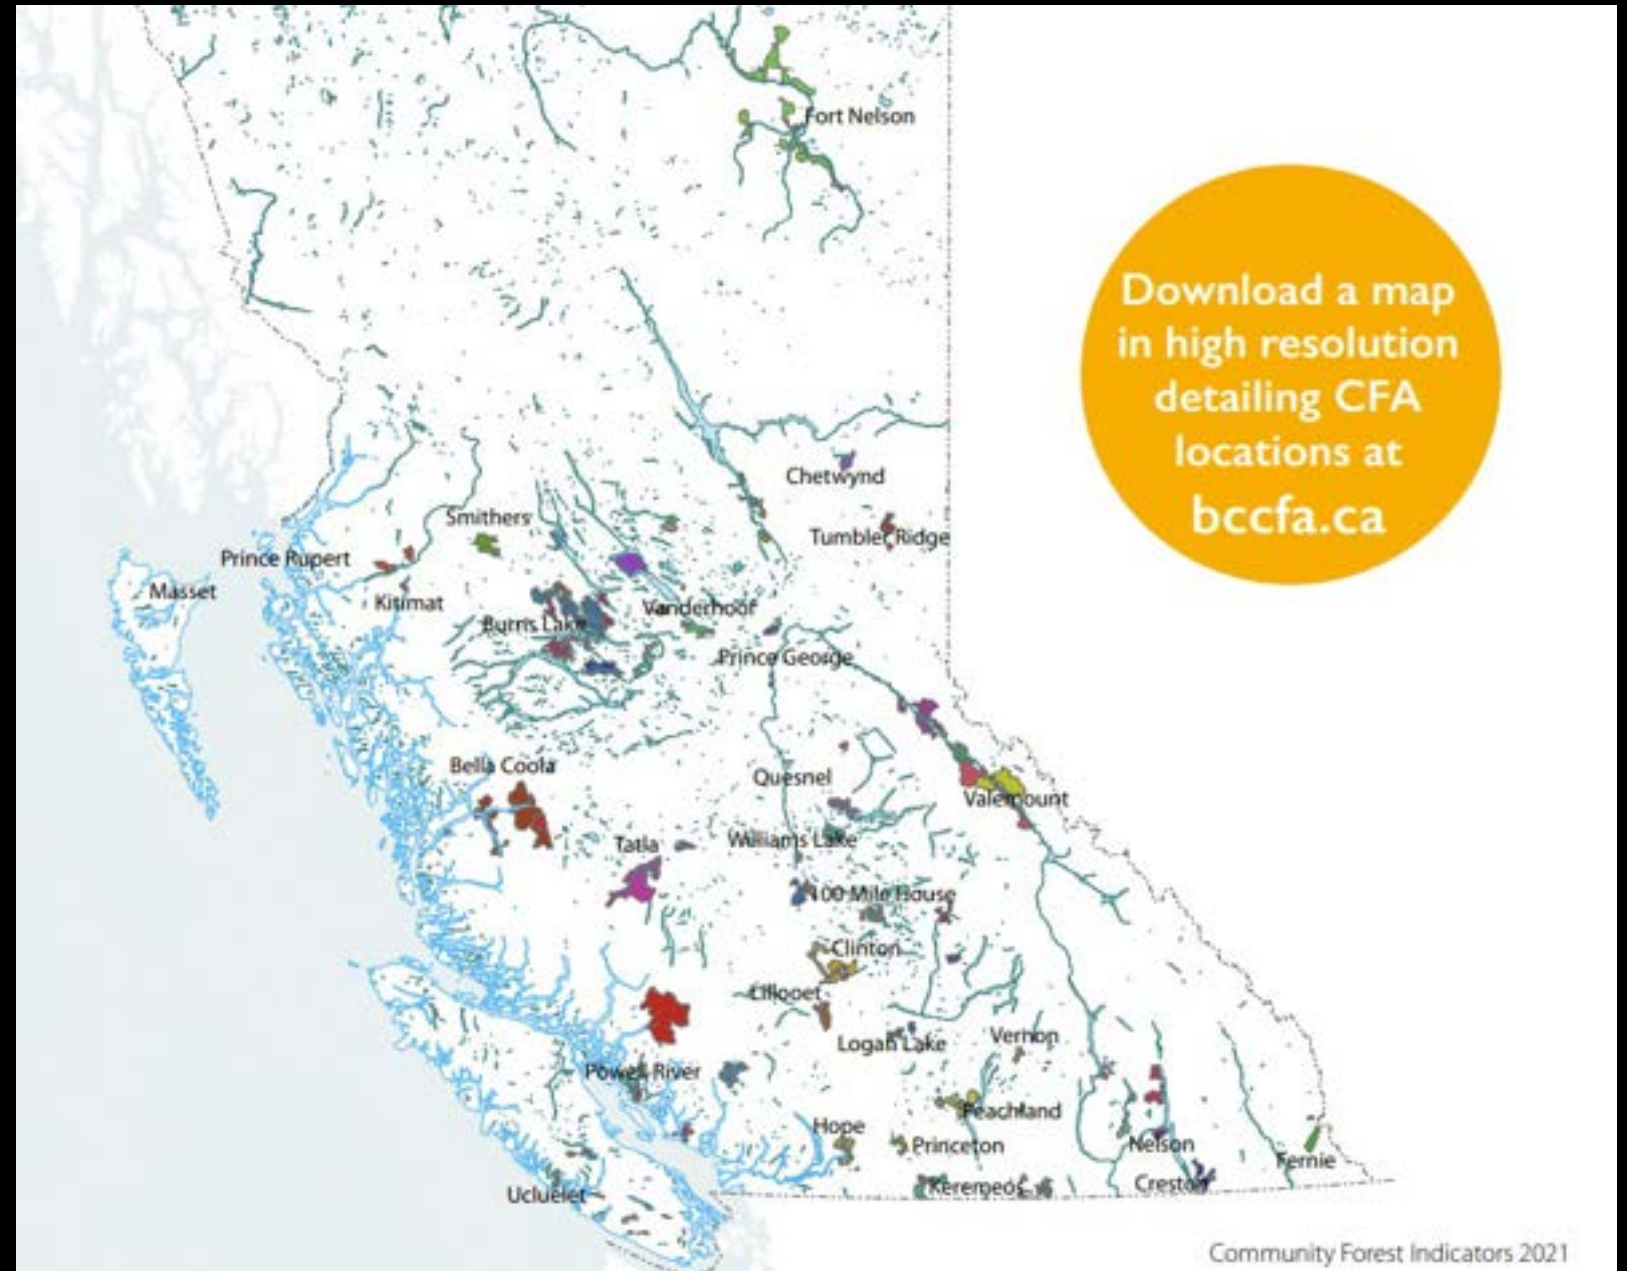 Fort Nelson
Download a map
in high resolution
detailing CFA
locations at
bccfa.ca
Chetwynd
Smithers
Tumbler Ridge
Prince Rupert
Masset
Kitimat
Vanderhoof
Burns Lake
Prince George
Bella Coola
Quesnel
Valemount
Tatla
Williams Lake
100 Mile House
Clinton
Lillooet
Logan Lake
Vernon
Powell River
Peachland
Hope
Princeton
Nelson
Fernie
Keremeos
Creston
Ucluelet
Community Forest Indicators 2021